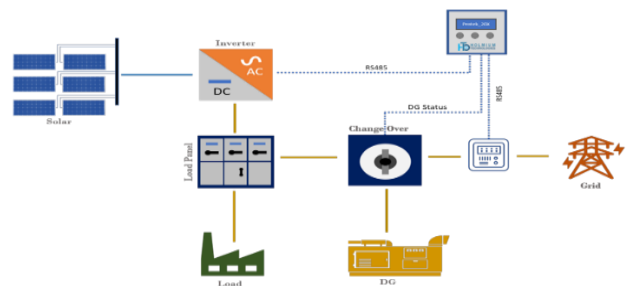 Inverter
AC
DC
Solar
RS485
DG Status
RS485
Change Over
Load Panel
Grid
Load
DG